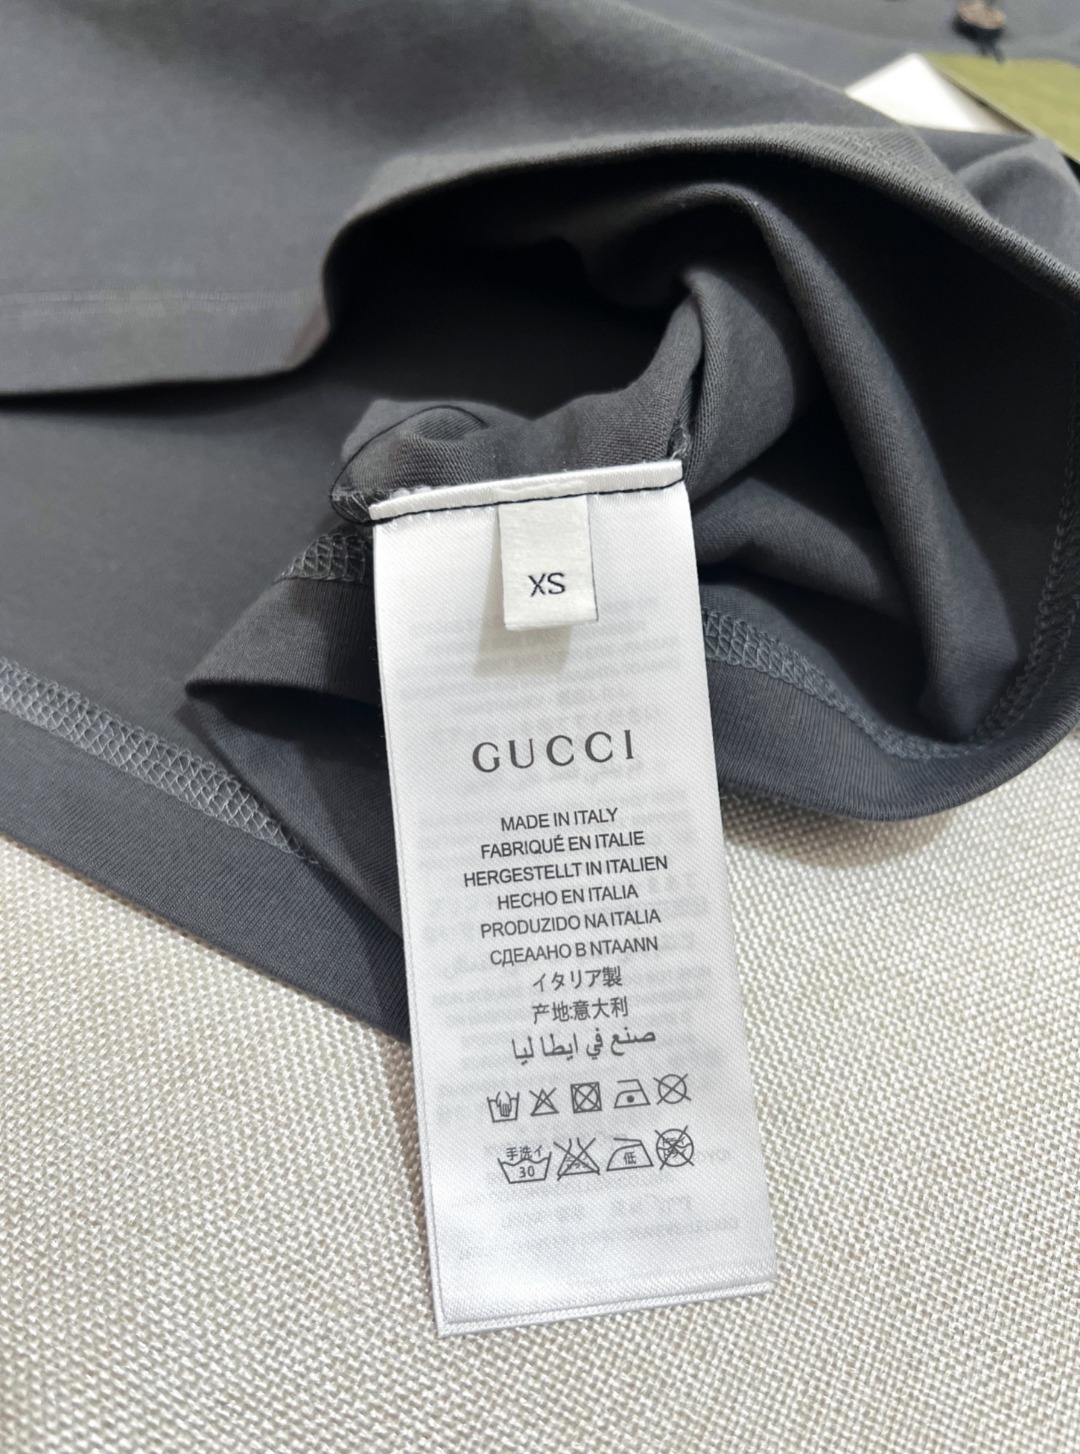 XS
GUCCI
MADE IN ITALY
FABRIQUÉ EN ITALIE
HERGESTELLT IN ITALIEN
HECHO EN ITALIA
PRODUZIDO NA ITALIA
СДЕААНО В NТААNN
イタリア製
产地:意大利
صنع في ايطا ليا
手洗イ
30
低